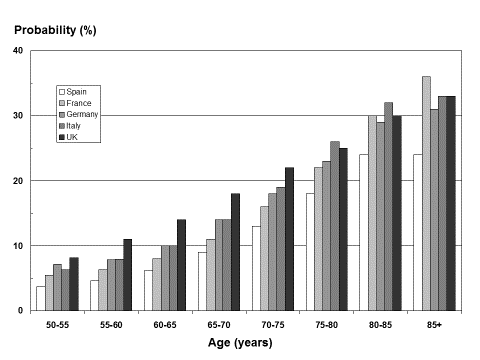 Probability (%)
40
30
20
10
0
Spain
France
Germany
Italy
UK
50-55 55-60 60-65 65-70 70-75 75-80 80-85 85+
Age (years)